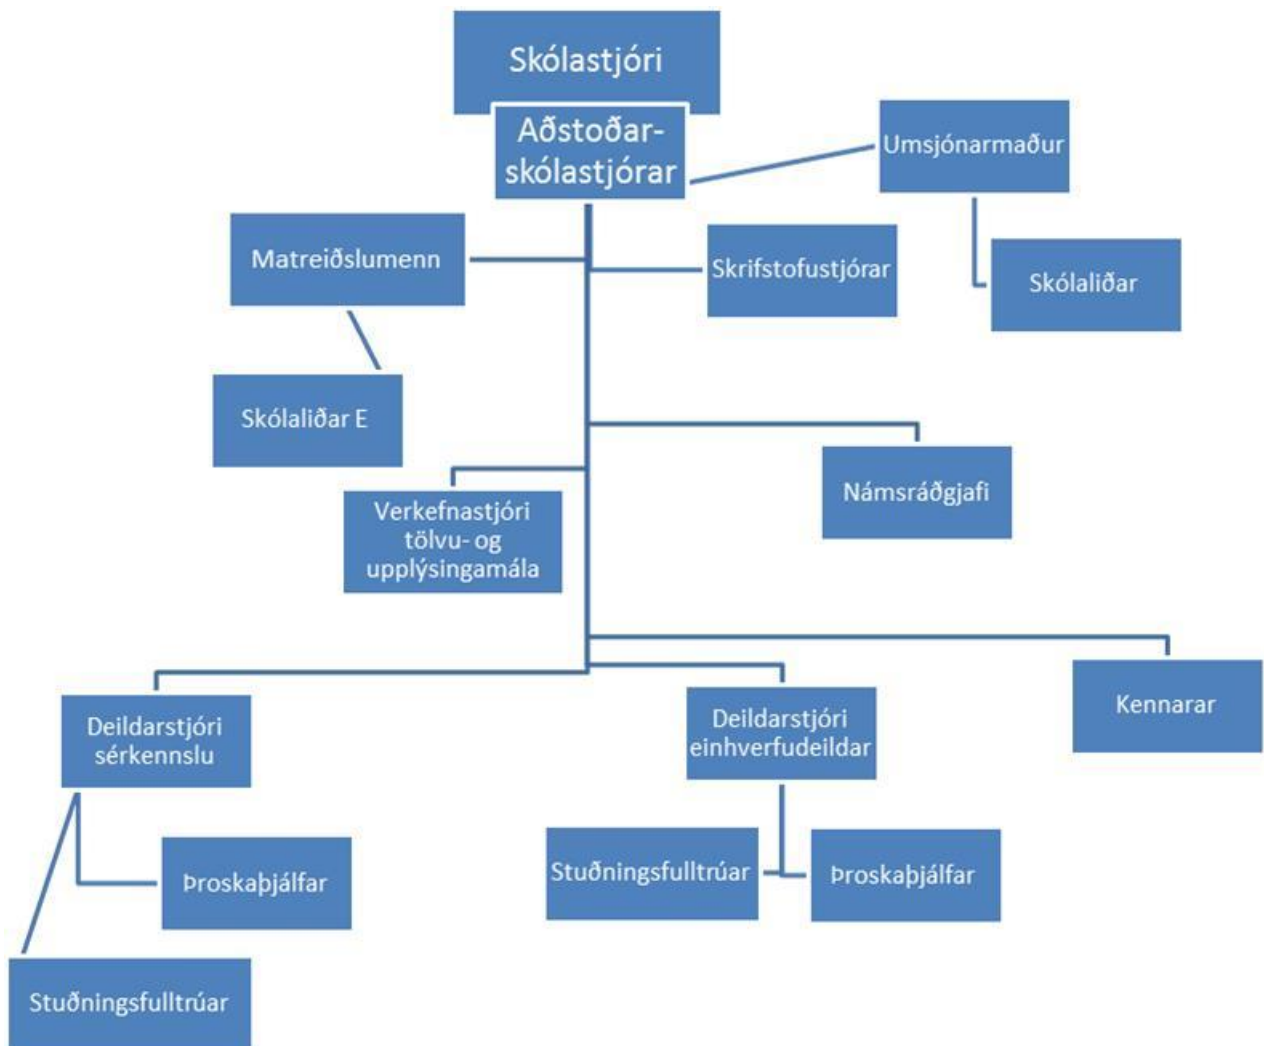 Skólastjóri
Aðstoðar-
skólastjórar
Umsjónarmaður
Matreiðslumenn
Skrifstofustjórar
Skólaliðar
Skólaliðar E
Námsráðgjafi
Verkefnastjóri
tölvu- og
upplýsingamála
Deildarstjóri
sérkennslu
Deildarstjóri
einhverfudeildar
Kennarar
Þroskaþjálfar
Stuðningsfulltrúar
Þroskaþjálfar
Stuðningsfulltrúar